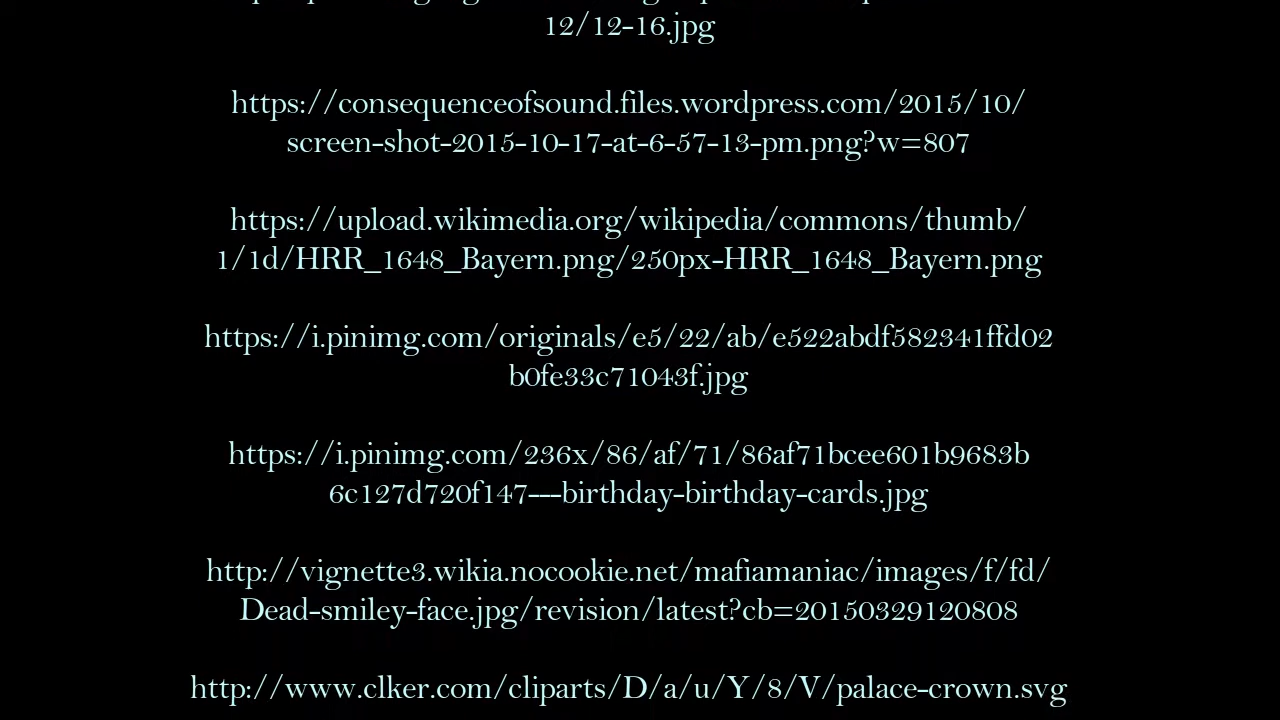 12/12-16.jpg
https://consequenceofsound.files.wordpress.com/2015/10/
screen-shot-2015-10-17-at-6-57-13-pm.png?w=807
https://upload.wikimedia.org/wikipedia/commons/thumb/
1/1d/HRR_1648_Bayern.png/250px-HRR_1648_Bayern.png
https://i.pinimg.com/originals/e5/22/ab/e522abdf582341ffd02
b0fe33c71043f.jpg
https://i.pinimg.com/236x/86/af/71/86af71bcee601b9683b
6c127d720f147---birthday-birthday-cards.jpg
http://vignette3.wikia.nocookie.net/mafiamaniac/images/f/fd/
Dead-smiley-face.jpg/revision/latest?cb=20150329120808
http://www.clker.com/cliparts/D/a/u/Y/8/V/palace-crown.svg